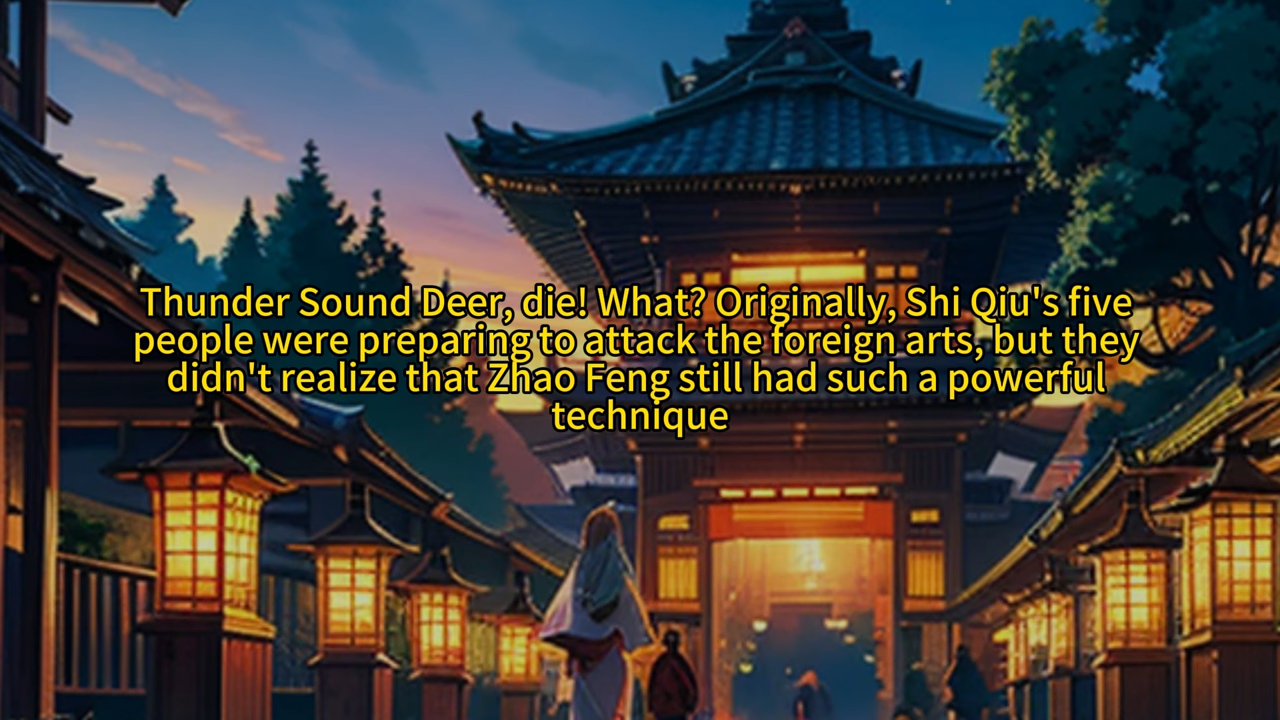 Thunder Sound Deer, die! What? Originally, Shi Qiu's five
people were preparing to attack the foreign arts, but they
didn't realize that Zhao Feng still had such a powerful
technique